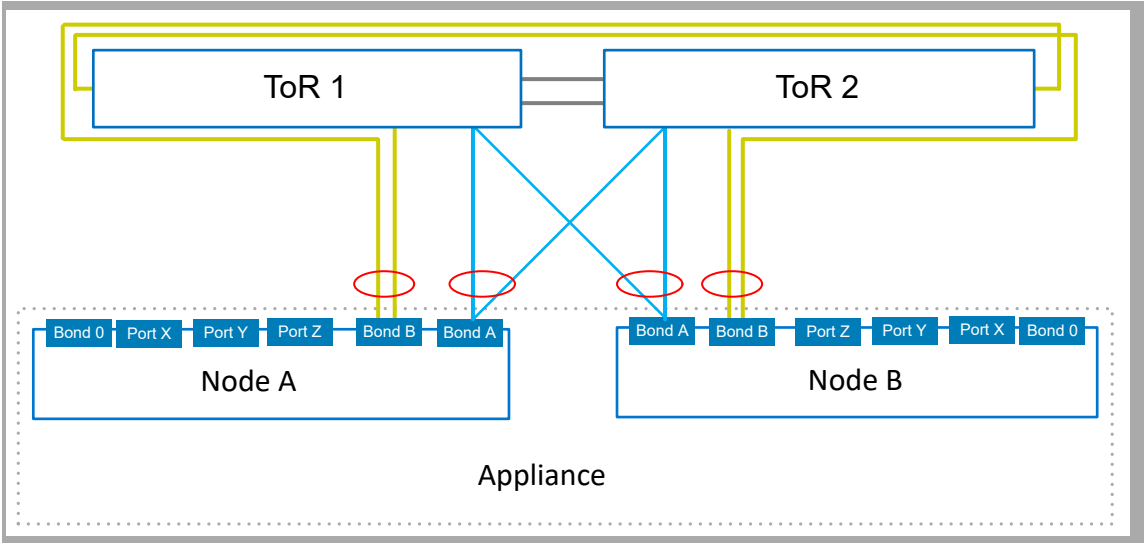 ToR 1
ToR 2
Bond 0 Port X Port Y Port Z Bond B Bond A
Bond A Bond B Port Z Port Y Port X Bond 0
Node A
Node B
Appliance